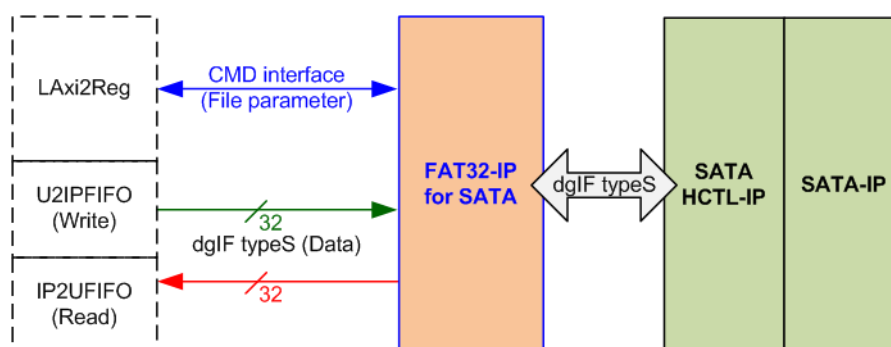 LAxi2Reg
CMD interface
(File parameter)
U2IPFIFO
(Write)
32
dgIF typeS (Data)
IP2UFIFO
(Read)
32
FAT32-IP
for SATA
dgIF typeS
SATA
HCTL-IP
SATA-IP